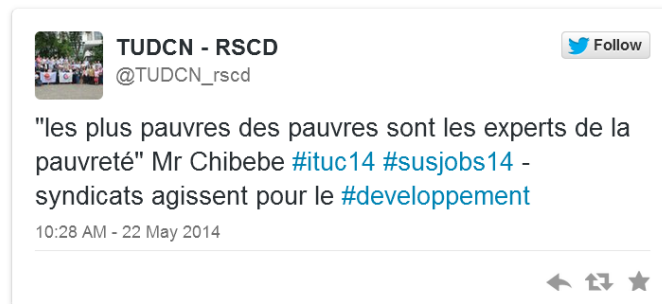 TUDCN - RSCD
Follow
@TUDCN_rscd
"les plus pauvres des pauvres sont les experts de la
pauvreté" Mr Chibebe #ituc14 #susjobs14 -
syndicats agissent pour le #developpement
10:28 AM - 22 May 2014